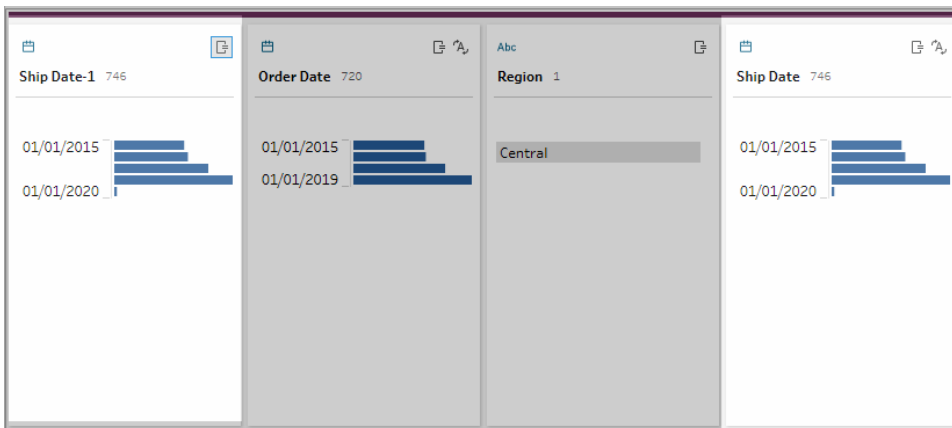 Ship Date-1 746
01/01/2015
01/01/2020
Order Date 720
01/01/2015
01/01/2019
Abc
Region 1
Central
Ship Date 746
01/01/2015
01/01/2020